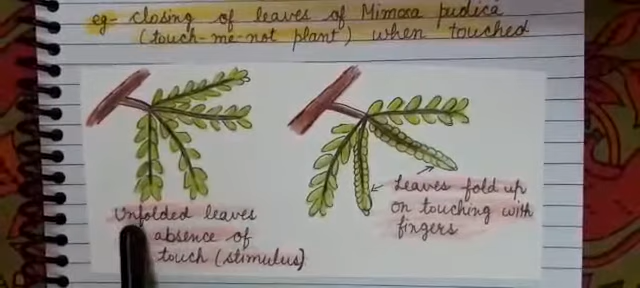 eg- closing of leaves of Mimosa pudica
(touch-me-not plant) when touched
Unfolded leaves
absence of
touch (stimulus)
Leaves fold up
on touching with
fingers